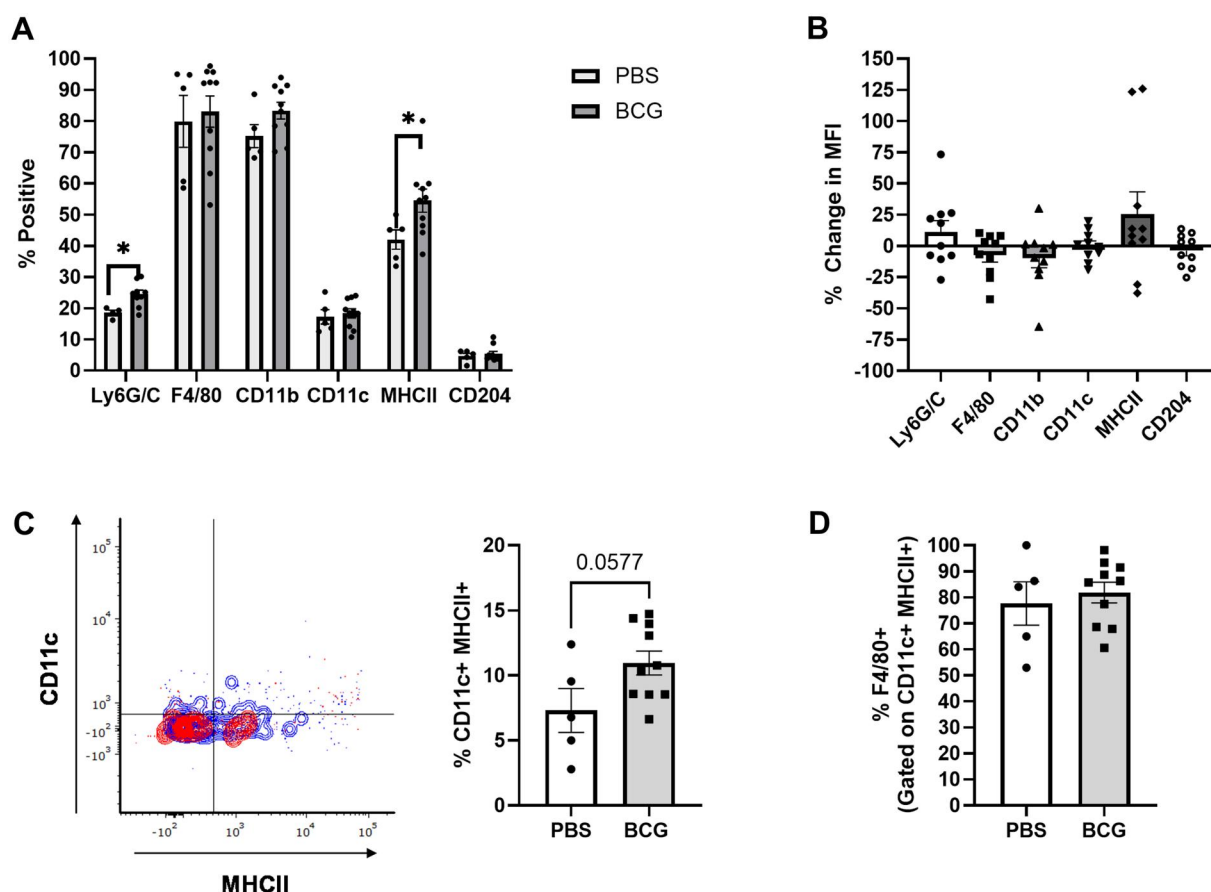 A
% Positive
100
90
80
70
60
50
40
30
20
10
0
*
*
Ly6G/C F4/80 CD11b CD11c MHCII CD204
PBS
BCG
B
% Change in MFI
150
125
100
75
50
25
0
-25
-50
-75
-100
Ly6G/C F4/80 CD11b CD11c MHCII CD204
C
CD11c
10^5
10^4
10^3
-10^2
-10^3
-10^2 10^3 10^4 10^5
MHCII
% CD11c+ MHCII+
20
15
10
5
0
0.0577
PBS BCG
D
% F4/80+
(Gated on CD11c+ MHCII+)
100
90
80
70
60
50
40
30
20
10
0
PBS BCG